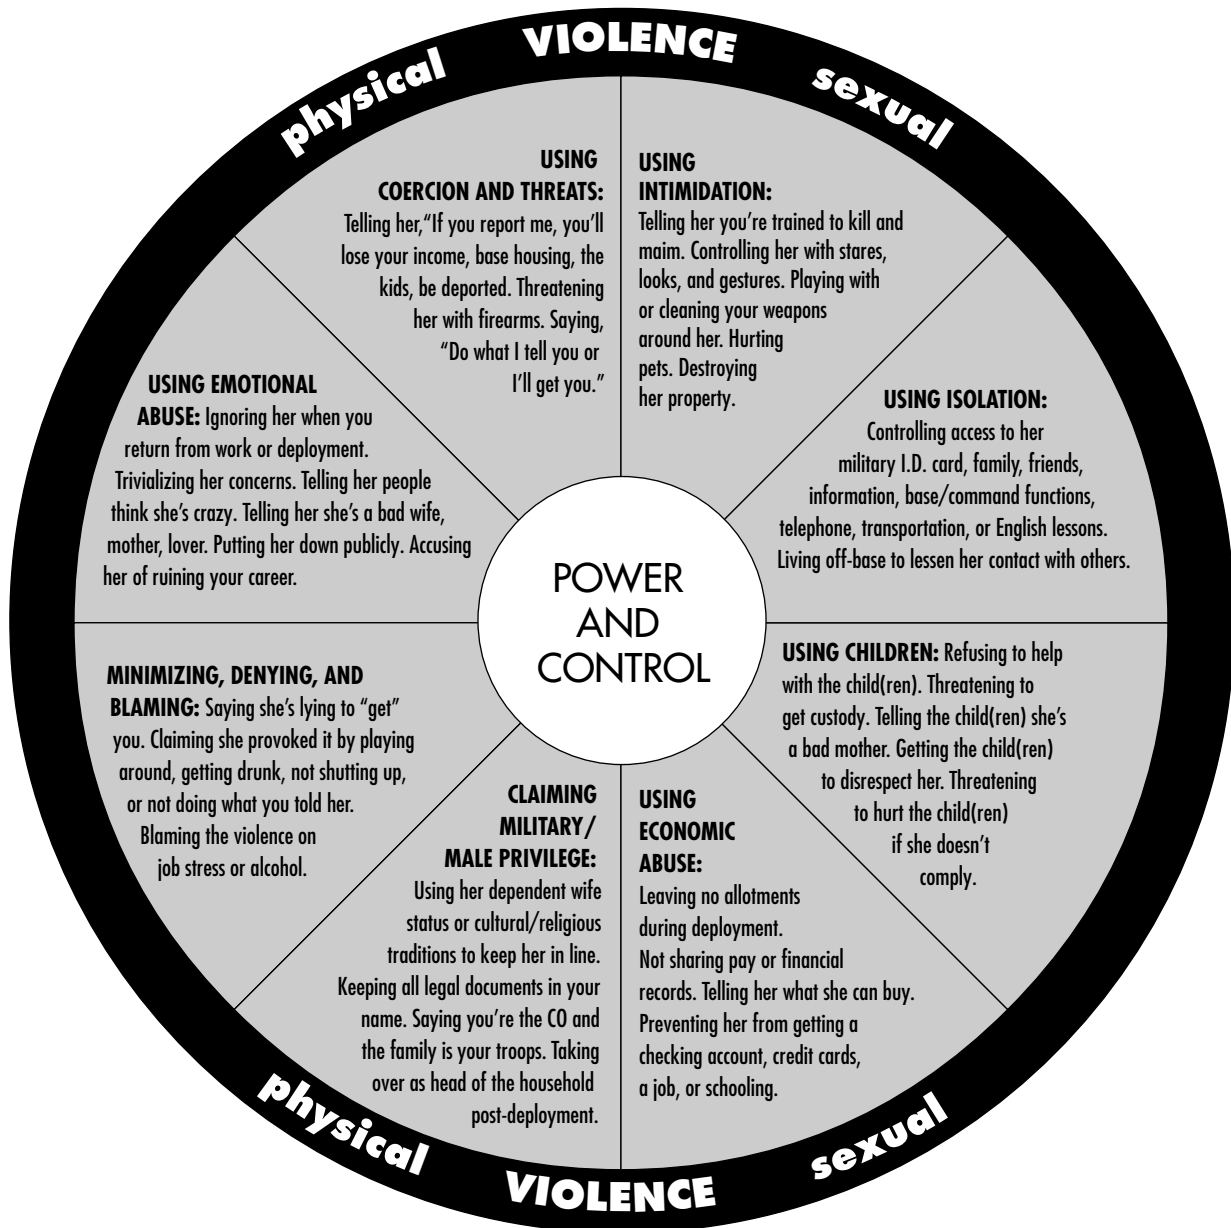 physical VIOLENCE sexual
USING
COERCION AND THREATS:
Telling her,“If you report me, you’ll
lose your income, base housing, the
kids, be deported. Threatening
her with firearms. Saying,
“Do what I tell you or
I’ll get you.”
USING
INTIMIDATION:
Telling her you’re trained to kill and
maim. Controlling her with stares,
looks, and gestures. Playing with
or cleaning your weapons
around her. Hurting
pets. Destroying
her property.
USING ISOLATION:
Controlling access to her
military I.D. card, family, friends,
information, base/command functions,
telephone, transportation, or English lessons.
Living off-base to lessen her contact with others.
USING CHILDREN: Refusing to help
with the child(ren). Threatening to
get custody. Telling the child(ren) she’s
a bad mother. Getting the child(ren)
to disrespect her. Threatening
to hurt the child(ren)
if she doesn’t
comply.
USING
ECONOMIC
ABUSE:
Leaving no allotments
during deployment.
Not sharing pay or financial
records. Telling her what she can buy.
Preventing her from getting a
checking account, credit cards,
a job, or schooling.
CLAIMING
MILITARY/
MALE PRIVILEGE:
Using her dependent wife
status or cultural/religious
traditions to keep her in line.
Keeping all legal documents in your
name. Saying you’re the CO and
the family is your troops. Taking
over as head of the household
post-deployment.
MINIMIZING, DENYING, AND
BLAMING: Saying she’s lying to “get”
you. Claiming she provoked it by playing
around, getting drunk, not shutting up,
or not doing what you told her.
Blaming the violence on
job stress or alcohol.
USING EMOTIONAL
ABUSE: Ignoring her when you
return from work or deployment.
Trivializing her concerns. Telling her people
think she’s crazy. Telling her she’s a bad wife,
mother, lover. Putting her down publicly. Accusing
her of ruining your career.
POWER
AND
CONTROL
physical VIOLENCE sexual